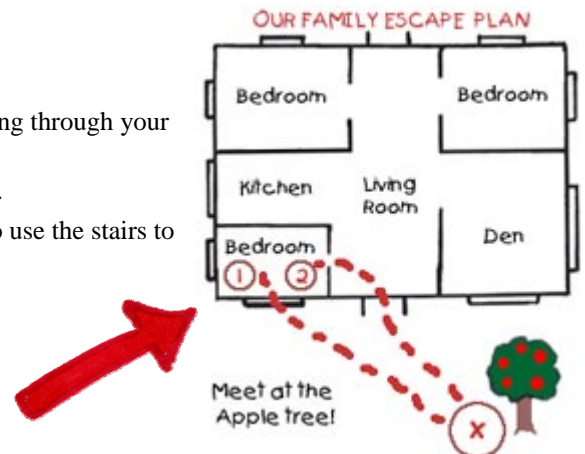 OUR FAMILY ESCAPE PLAN
ng through your
.
use the stairs to
Bedroom
Bedroom
Kitchen
Living
Room
Den
Bedroom
1
2
Meet at the
Apple tree!
X